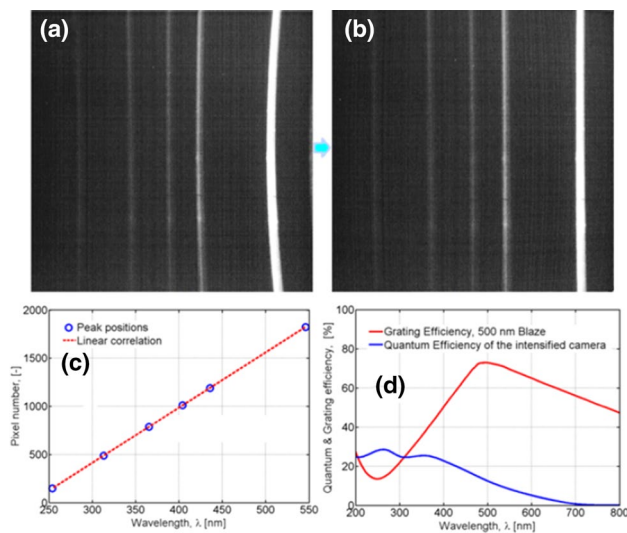 (a)
(b)
2000
1500
1000
500
0
Pixel number, [-]
Peak positions
Linear correlation
(c)
250 300 350 400 450 500 550
Wavelength, λ [nm]
100
80
60
40
20
0
Quantum & Grating efficiency, [%]
Grating Efficiency, 500 nm Blaze
Quantum Efficiency of the intensified camera
(d)
200 300 400 500 600 700 800
Wavelength, λ [nm]